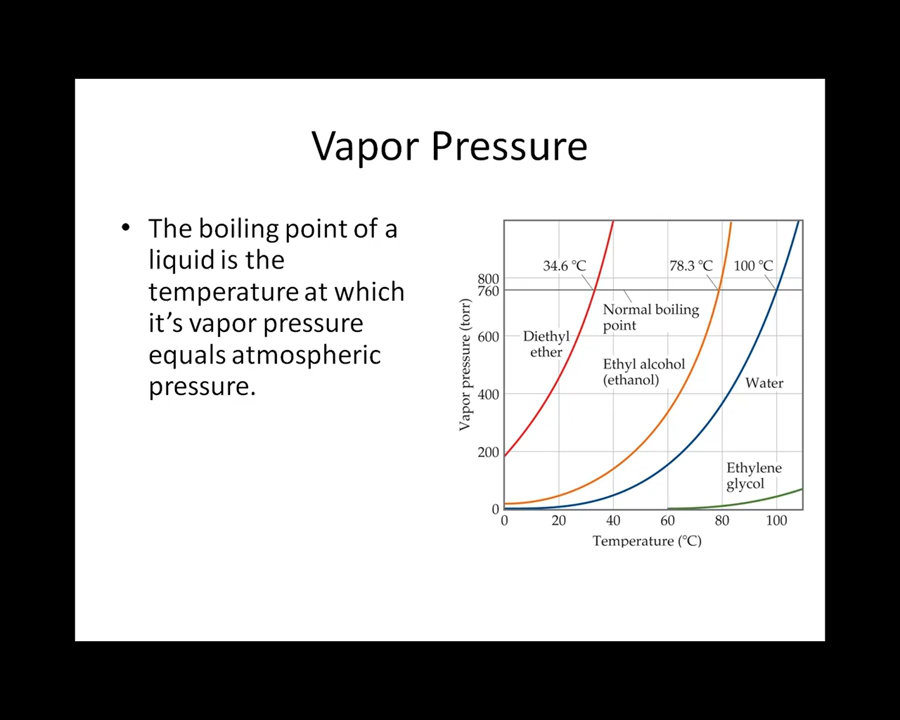 Vapor Pressure
• The boiling point of a
liquid is the
temperature at which
it’s vapor pressure
equals atmospheric
pressure.
34.6 °C
78.3 °C
100 °C
800
760
Normal boiling
point
600
Diethyl
ether
Ethyl alcohol
(ethanol)
Water
400
Vapor pressure (torr)
200
Ethylene
glycol
0
0 20 40 60 80 100
Temperature (°C)